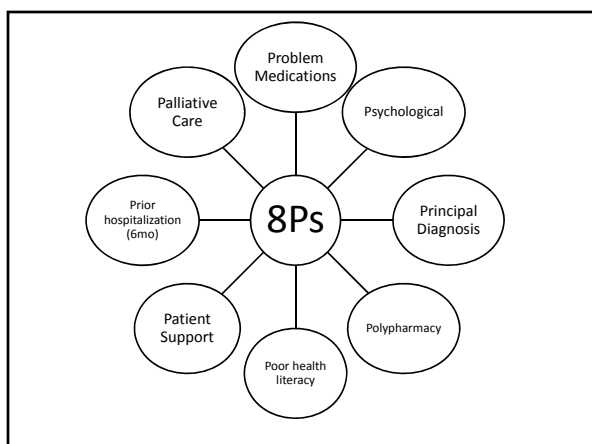 Problem
Medications
Psychological
Principal
Diagnosis
Polypharmacy
Poor health
literacy
Patient
Support
Prior
hospitalization
(6mo)
Palliative
Care
8Ps